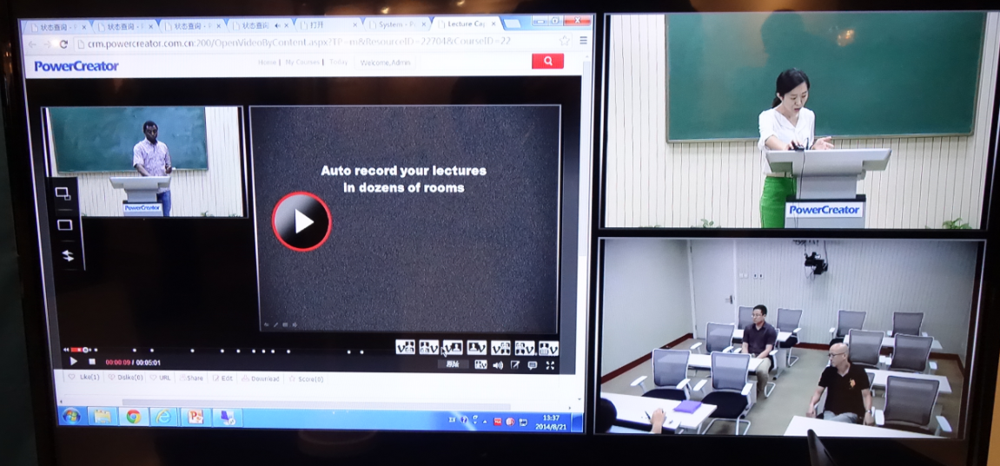 状态查询
状态查询
状态查询
状态查询
打开
System - P
Lecture Ca
crm.powercreator.com.cn:200/OpenVideoByContent.aspx?TP=m&ResourceID=22704&rCourseID=22
PowerCreator
Home | My Courses | Today
Welcome,Admin
Auto record your lectures
in dozens of rooms
PowerCreator
00:00:09 / 00:05:01
Like(1) Dislike(0) URL Share Edit Download Score(0)
13:37
2014/8/21
PowerCreator